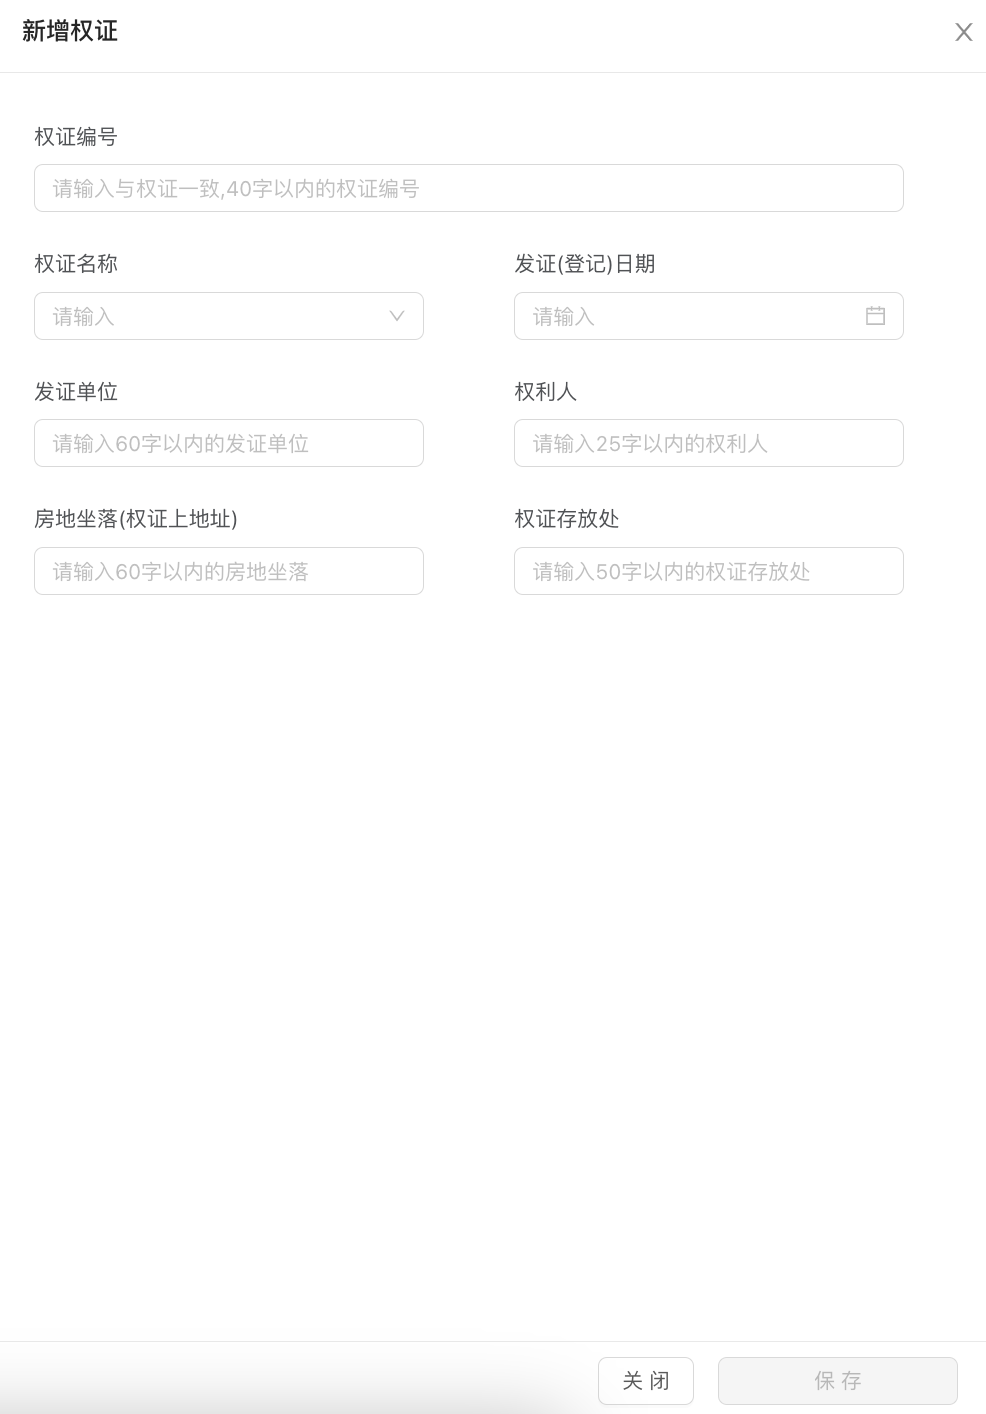 新增权证
权证编号
请输入与权证一致,40字以内的权证编号
权证名称
发证(登记)日期
请输入
请输入
发证单位
权利人
请输入60字以内的发证单位
请输入25字以内的权利人
房地坐落(权证上地址)
权证存放处
请输入60字以内的房地坐落
请输入50字以内的权证存放处
关 闭
保 存